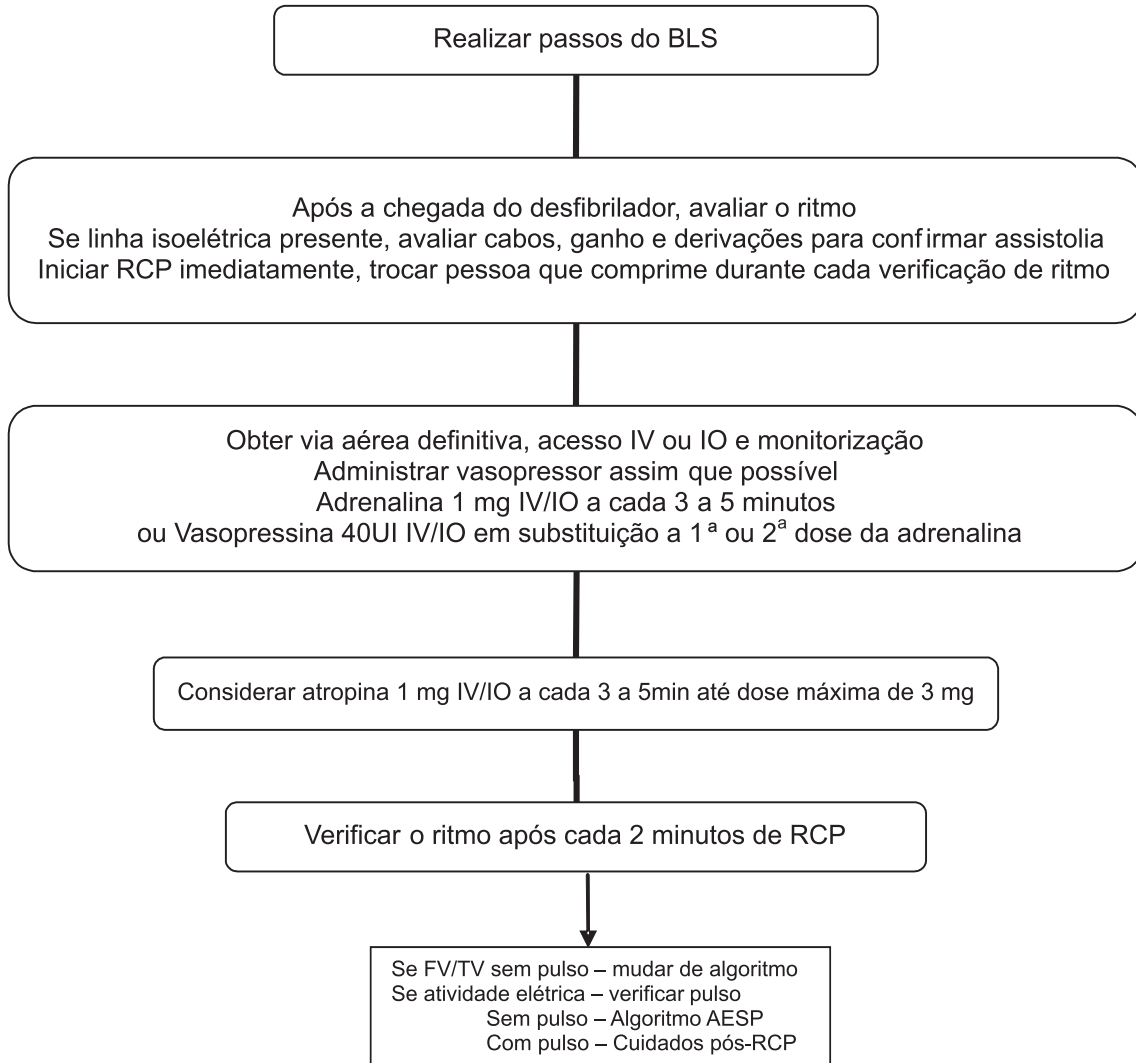 Realizar passos do BLS
Após a chegada do desfibrilador, avaliar o ritmo
Se linha isoelétrica presente, avaliar cabos, ganho e derivações para confirmar assistolia
Iniciar RCP imediatamente, trocar pessoa que comprime durante cada verificação de ritmo
Obter via aérea definitiva, acesso IV ou IO e monitorização
Administrar vasopressor assim que possível
Adrenalina 1 mg IV/IO a cada 3 a 5 minutos
ou Vasopressina 40UI IV/IO em substituição a 1ª ou 2ª dose da adrenalina
Considerar atropina 1 mg IV/IO a cada 3 a 5min até dose máxima de 3 mg
Verificar o ritmo após cada 2 minutos de RCP
Se FV/TV sem pulso – mudar de algoritmo
Se atividade elétrica – verificar pulso
Sem pulso – Algoritmo AESP
Com pulso – Cuidados pós-RCP